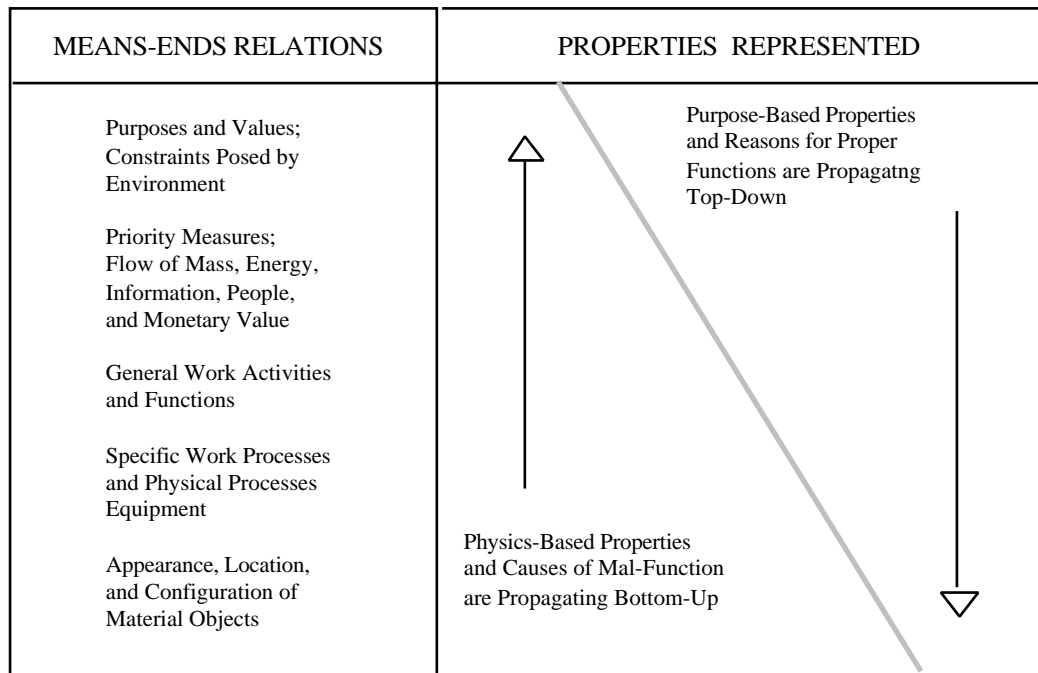 MEANS-ENDS RELATIONS
PROPERTIES REPRESENTED
Purposes and Values;
Constraints Posed by
Environment
Priority Measures;
Flow of Mass, Energy,
Information, People,
and Monetary Value
General Work Activities
and Functions
Specific Work Processes
and Physical Processes
Equipment
Appearance, Location,
and Configuration of
Material Objects
Purpose-Based Properties
and Reasons for Proper
Functions are Propagatng
Top-Down
Physics-Based Properties
and Causes of Mal-Function
are Propagating Bottom-Up